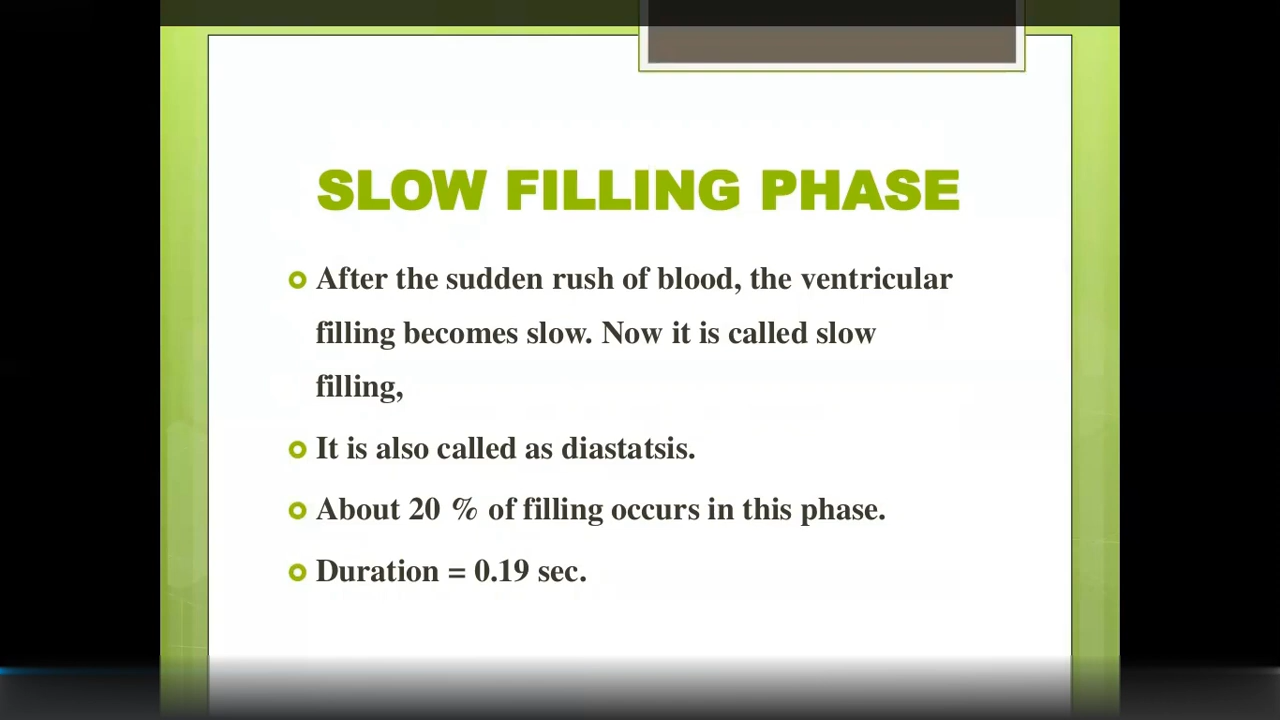 SLOW FILLING PHASE
After the sudden rush of blood, the ventricular
filling becomes slow. Now it is called slow
filling,
It is also called as diastatsis.
About 20 % of filling occurs in this phase.
Duration = 0.19 sec.